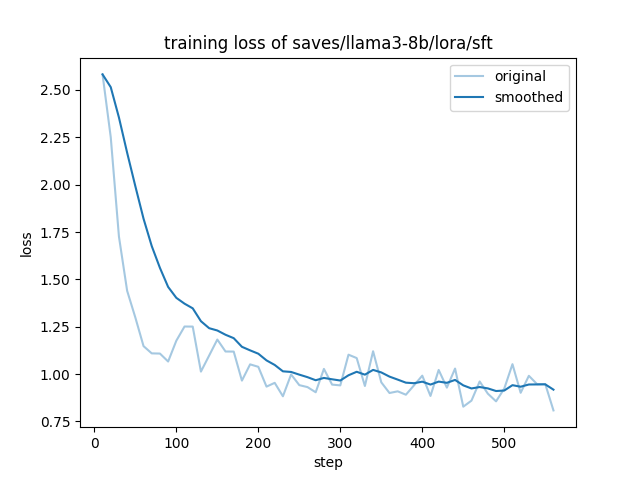 training loss of saves/llama3-8b/lora/sft
original
smoothed
2.50
2.25
2.00
1.75
1.50
1.25
1.00
0.75
loss
0 100 200 300 400 500
step